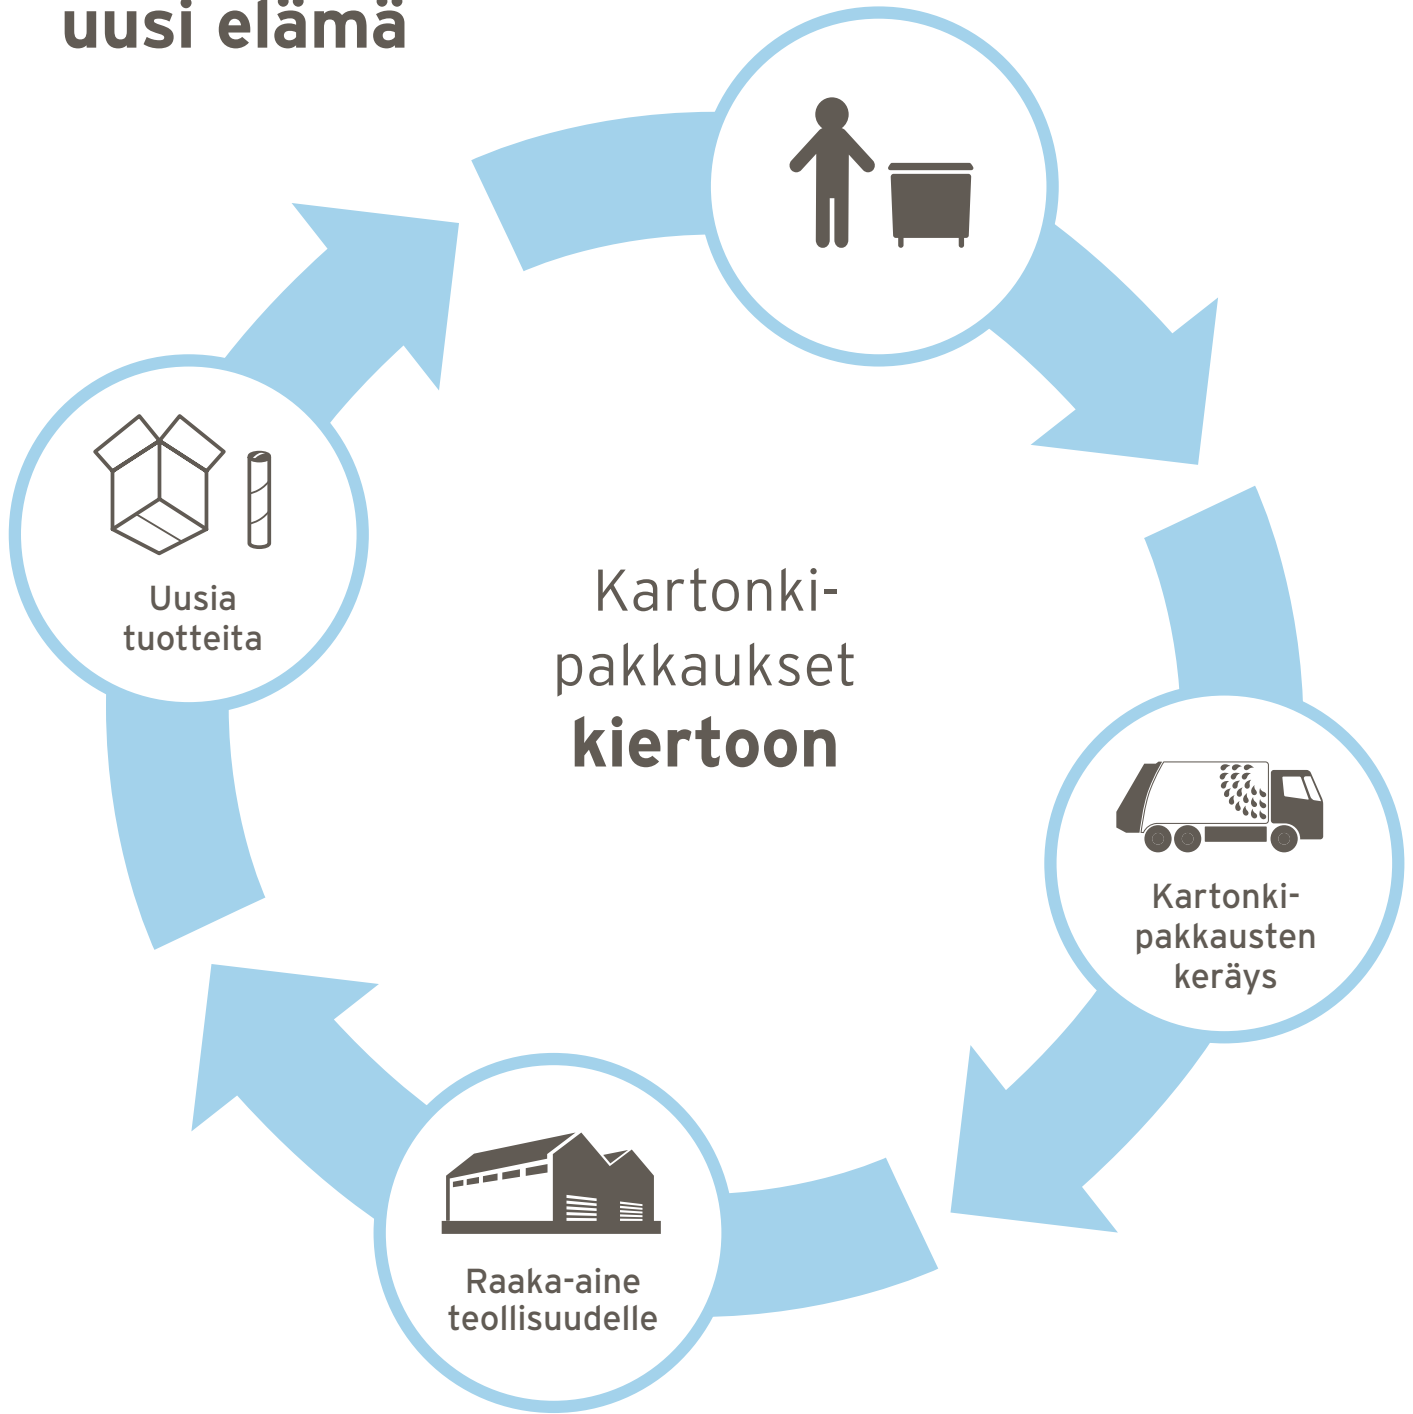 uusi elämä
Uusia
tuotteita
Kartonki-
pakkaukset
kiertoon
Kartonki-
pakkausten
keräys
Raaka-aine
teollisuudelle